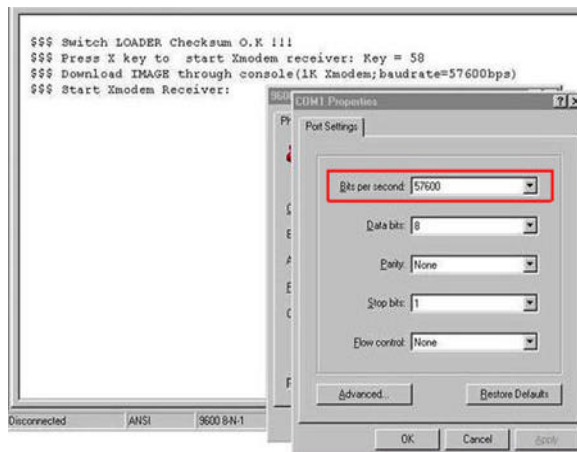 $$$ Switch LOADER Checksum O.K !!!
$$$ Press X key to start Xmodem receiver: Key = 58
$$$ Download IMAGE through console(1K Xmodem;baudrate=57600bps)
$$$ Start Xmodem Receiver:
9600
COM1 Properties
Port Settings
Bits per second: 57600
Data bits: 8
Parity: None
Stop bits: 1
Flow control: None
Advanced...
Restore Defaults
OK
Cancel
Apply
Disconnected
ANSI
9600 8-N-1